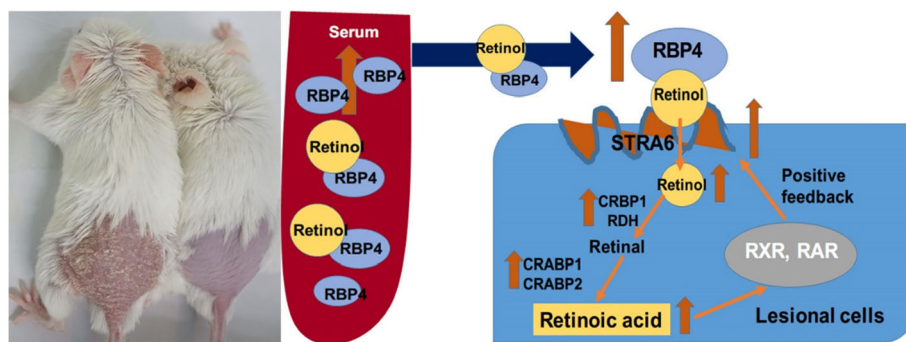 Serum
RBP4
RBP4
Retinol
RBP4
Retinol
RBP4
RBP4
Retinol
RBP4
RBP4
Retinol
STRA6
Retinol
CRBP1
RDH
Retinal
CRABP1
CRABP2
Retinoic acid
Positive
feedback
RXR, RAR
Lesional cells